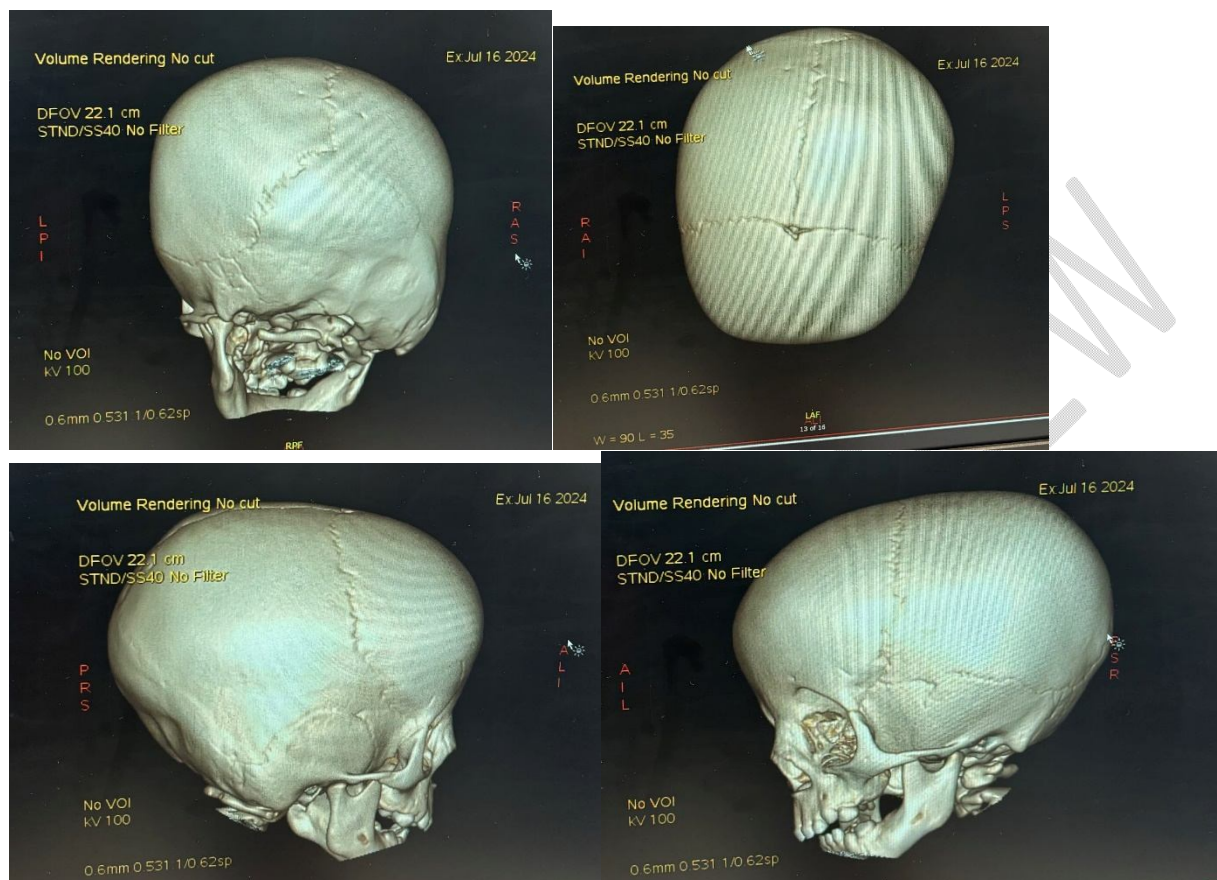 Volume Rendering No cut
Ex:Jul 16 2024
DFOV 22.1 cm
STND/SS40 No Filter
L
P
I
R
A
S
No VOI
kV 100
0.6mm 0.531 1/0.62sp
RPF
Volume Rendering No cut
Ex:Jul 16 2024
DFOV 22.1 cm
STND/SS40 No Filter
R
A
I
L
P
S
No VOI
kV 100
0.6mm 0.531 1/0.62sp
LAF
13 of 16
W = 90 L = 35
Volume Rendering No cut
Ex:Jul 16 2024
DFOV 22.1 cm
STND/SS40 No Filter
P
R
S
A
L
I
No VOI
kV 100
0.6mm 0.531 1/0.62sp
Volume Rendering No cut
Ex:Jul 16 2024
DFOV 22.1 cm
STND/SS40 No Filter
A
I
L
S
R
No VOI
kV 100
0.6mm 0.531 1/0.62sp
W